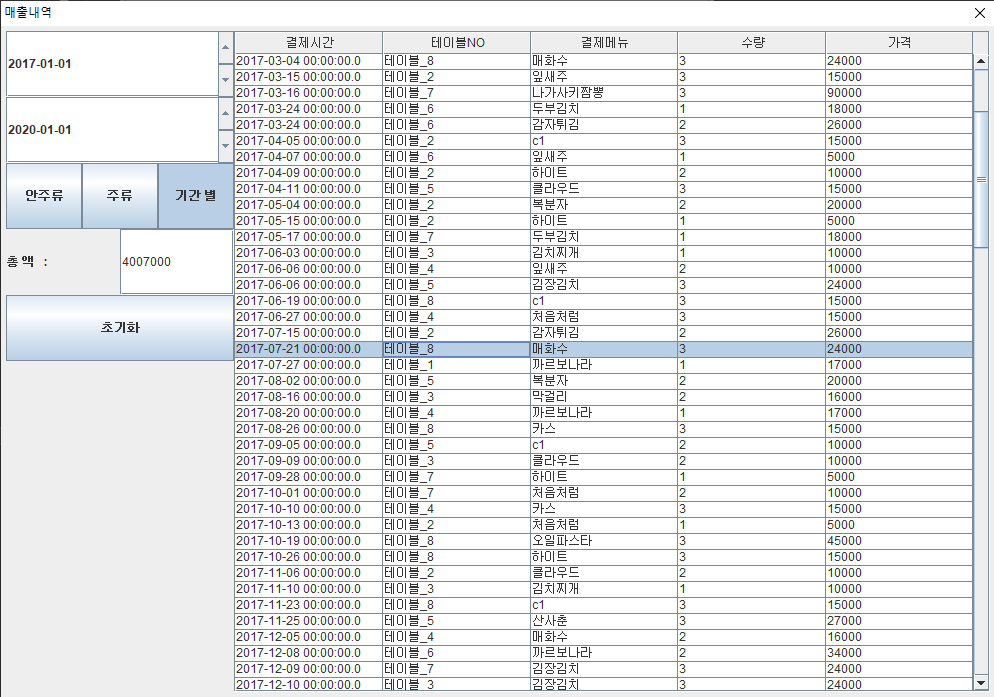 매출내역
2017-01-01
2020-01-01
안주류 주류 기간 별
총 액 : 4007000
초기화
결제시간 테이블NO 결제메뉴 수량 가격
2017-03-04 00:00:00.0 테이블_8 매화수 3 24000
2017-03-15 00:00:00.0 테이블_2 잎새주 3 15000
2017-03-16 00:00:00.0 테이블_7 나가사키짬뽕 3 90000
2017-03-24 00:00:00.0 테이블_6 두부김치 1 18000
2017-03-24 00:00:00.0 테이블_6 감자튀김 2 26000
2017-04-05 00:00:00.0 테이블_2 c1 3 15000
2017-04-07 00:00:00.0 테이블_6 잎새주 1 5000
2017-04-09 00:00:00.0 테이블_2 하이트 2 10000
2017-04-11 00:00:00.0 테이블_5 클라우드 3 15000
2017-05-04 00:00:00.0 테이블_2 복분자 2 20000
2017-05-15 00:00:00.0 테이블_2 하이트 1 5000
2017-05-17 00:00:00.0 테이블_7 두부김치 1 18000
2017-06-03 00:00:00.0 테이블_3 김치찌개 1 10000
2017-06-06 00:00:00.0 테이블_4 잎새주 2 10000
2017-06-06 00:00:00.0 테이블_5 김장김치 3 24000
2017-06-19 00:00:00.0 테이블_8 c1 3 15000
2017-06-27 00:00:00.0 테이블_4 처음처럼 3 15000
2017-07-15 00:00:00.0 테이블_2 감자튀김 2 26000
2017-07-21 00:00:00.0 테이블_8 매화수 3 24000
2017-07-27 00:00:00.0 테이블_1 까르보나라 1 17000
2017-08-02 00:00:00.0 테이블_5 복분자 2 20000
2017-08-16 00:00:00.0 테이블_3 막걸리 2 16000
2017-08-20 00:00:00.0 테이블_4 까르보나라 1 17000
2017-08-26 00:00:00.0 테이블_8 카스 3 15000
2017-09-05 00:00:00.0 테이블_5 c1 2 10000
2017-09-09 00:00:00.0 테이블_3 클라우드 2 10000
2017-09-28 00:00:00.0 테이블_7 하이트 1 5000
2017-10-01 00:00:00.0 테이블_7 처음처럼 2 10000
2017-10-10 00:00:00.0 테이블_4 카스 3 15000
2017-10-13 00:00:00.0 테이블_2 처음처럼 1 5000
2017-10-19 00:00:00.0 테이블_8 오일파스타 3 45000
2017-10-26 00:00:00.0 테이블_8 하이트 3 15000
2017-11-06 00:00:00.0 테이블_2 클라우드 2 10000
2017-11-10 00:00:00.0 테이블_3 김치찌개 1 10000
2017-11-23 00:00:00.0 테이블_8 c1 3 15000
2017-11-25 00:00:00.0 테이블_5 산사춘 3 27000
2017-12-05 00:00:00.0 테이블_4 매화수 2 16000
2017-12-08 00:00:00.0 테이블_6 까르보나라 2 34000
2017-12-09 00:00:00.0 테이블_7 김장김치 3 24000
2017-12-10 00:00:00.0 테이블_3 김장김치 3 24000